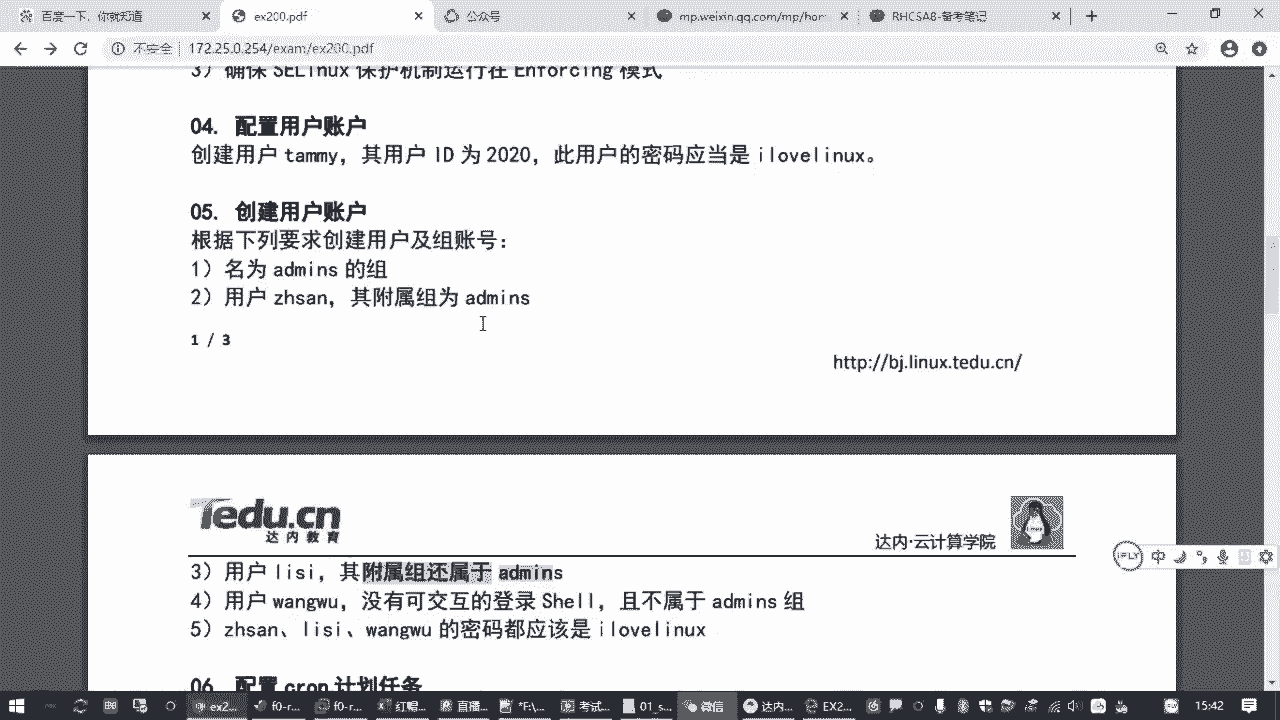 百度一下，你就知道
ex200.pdf
公众号
mp.weixin.qq.com/mp/hom
RHCSA8-备考笔记
不安全
172.25.0.254/exam/ex200.pdf
3）确保 SELinux 保护机制运行在 Enforcing 模式
04. 配置用户账户
创建用户 tammy，其用户 ID 为 2020，此用户的密码应当是 ilovelinux。
05. 创建用户账户
根据下列要求创建用户及组账号：
1）名为 admins 的组
2）用户 zhsan，其附属组为 admins
1 / 3
http://bj.linux.tedu.cn/
Tedu.cn
达内教育
达内·云计算学院
3）用户 lisi，其附属组还属于 admins
4）用户 wangwu，没有可交互的登录 Shell，且不属于 admins 组
5）zhsan、lisi、wangwu 的密码都应该是 ilovelinux
iFLY
中
06. 配置 cron 计划任务
ex2...
f0-r...
f0-r...
红帽...
直播...
考试...
01_s...
微信
达内...
EX2...
15:42